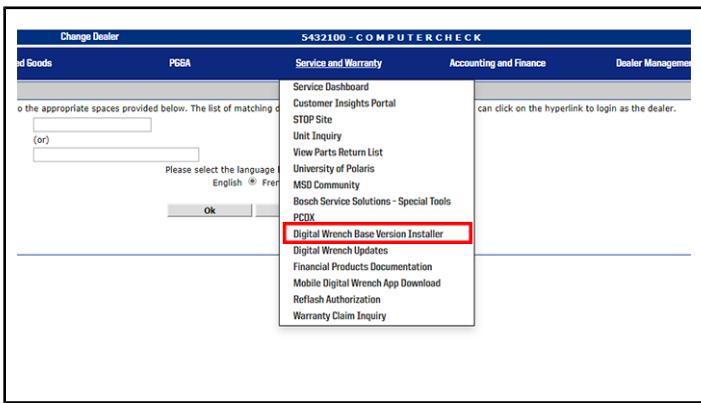 Change Dealer 5432100 - C O M P U T E R C H E C K
ed Goods PG&A Service and Warranty Accounting and Finance Dealer Managemen
Service Dashboard
o the appropriate spaces provided below. The list of matching d can click on the hyperlink to login as the dealer.
Customer Insights Portal
STOP Site
(or)
Unit Inquiry
View Parts Return List
Please select the language
University of Polaris
English Fren
MSD Community
Bosch Service Solutions - Special Tools
Ok
PCDX
Digital Wrench Base Version Installer
Digital Wrench Updates
Financial Products Documentation
Mobile Digital Wrench App Download
Reflash Authorization
Warranty Claim Inquiry